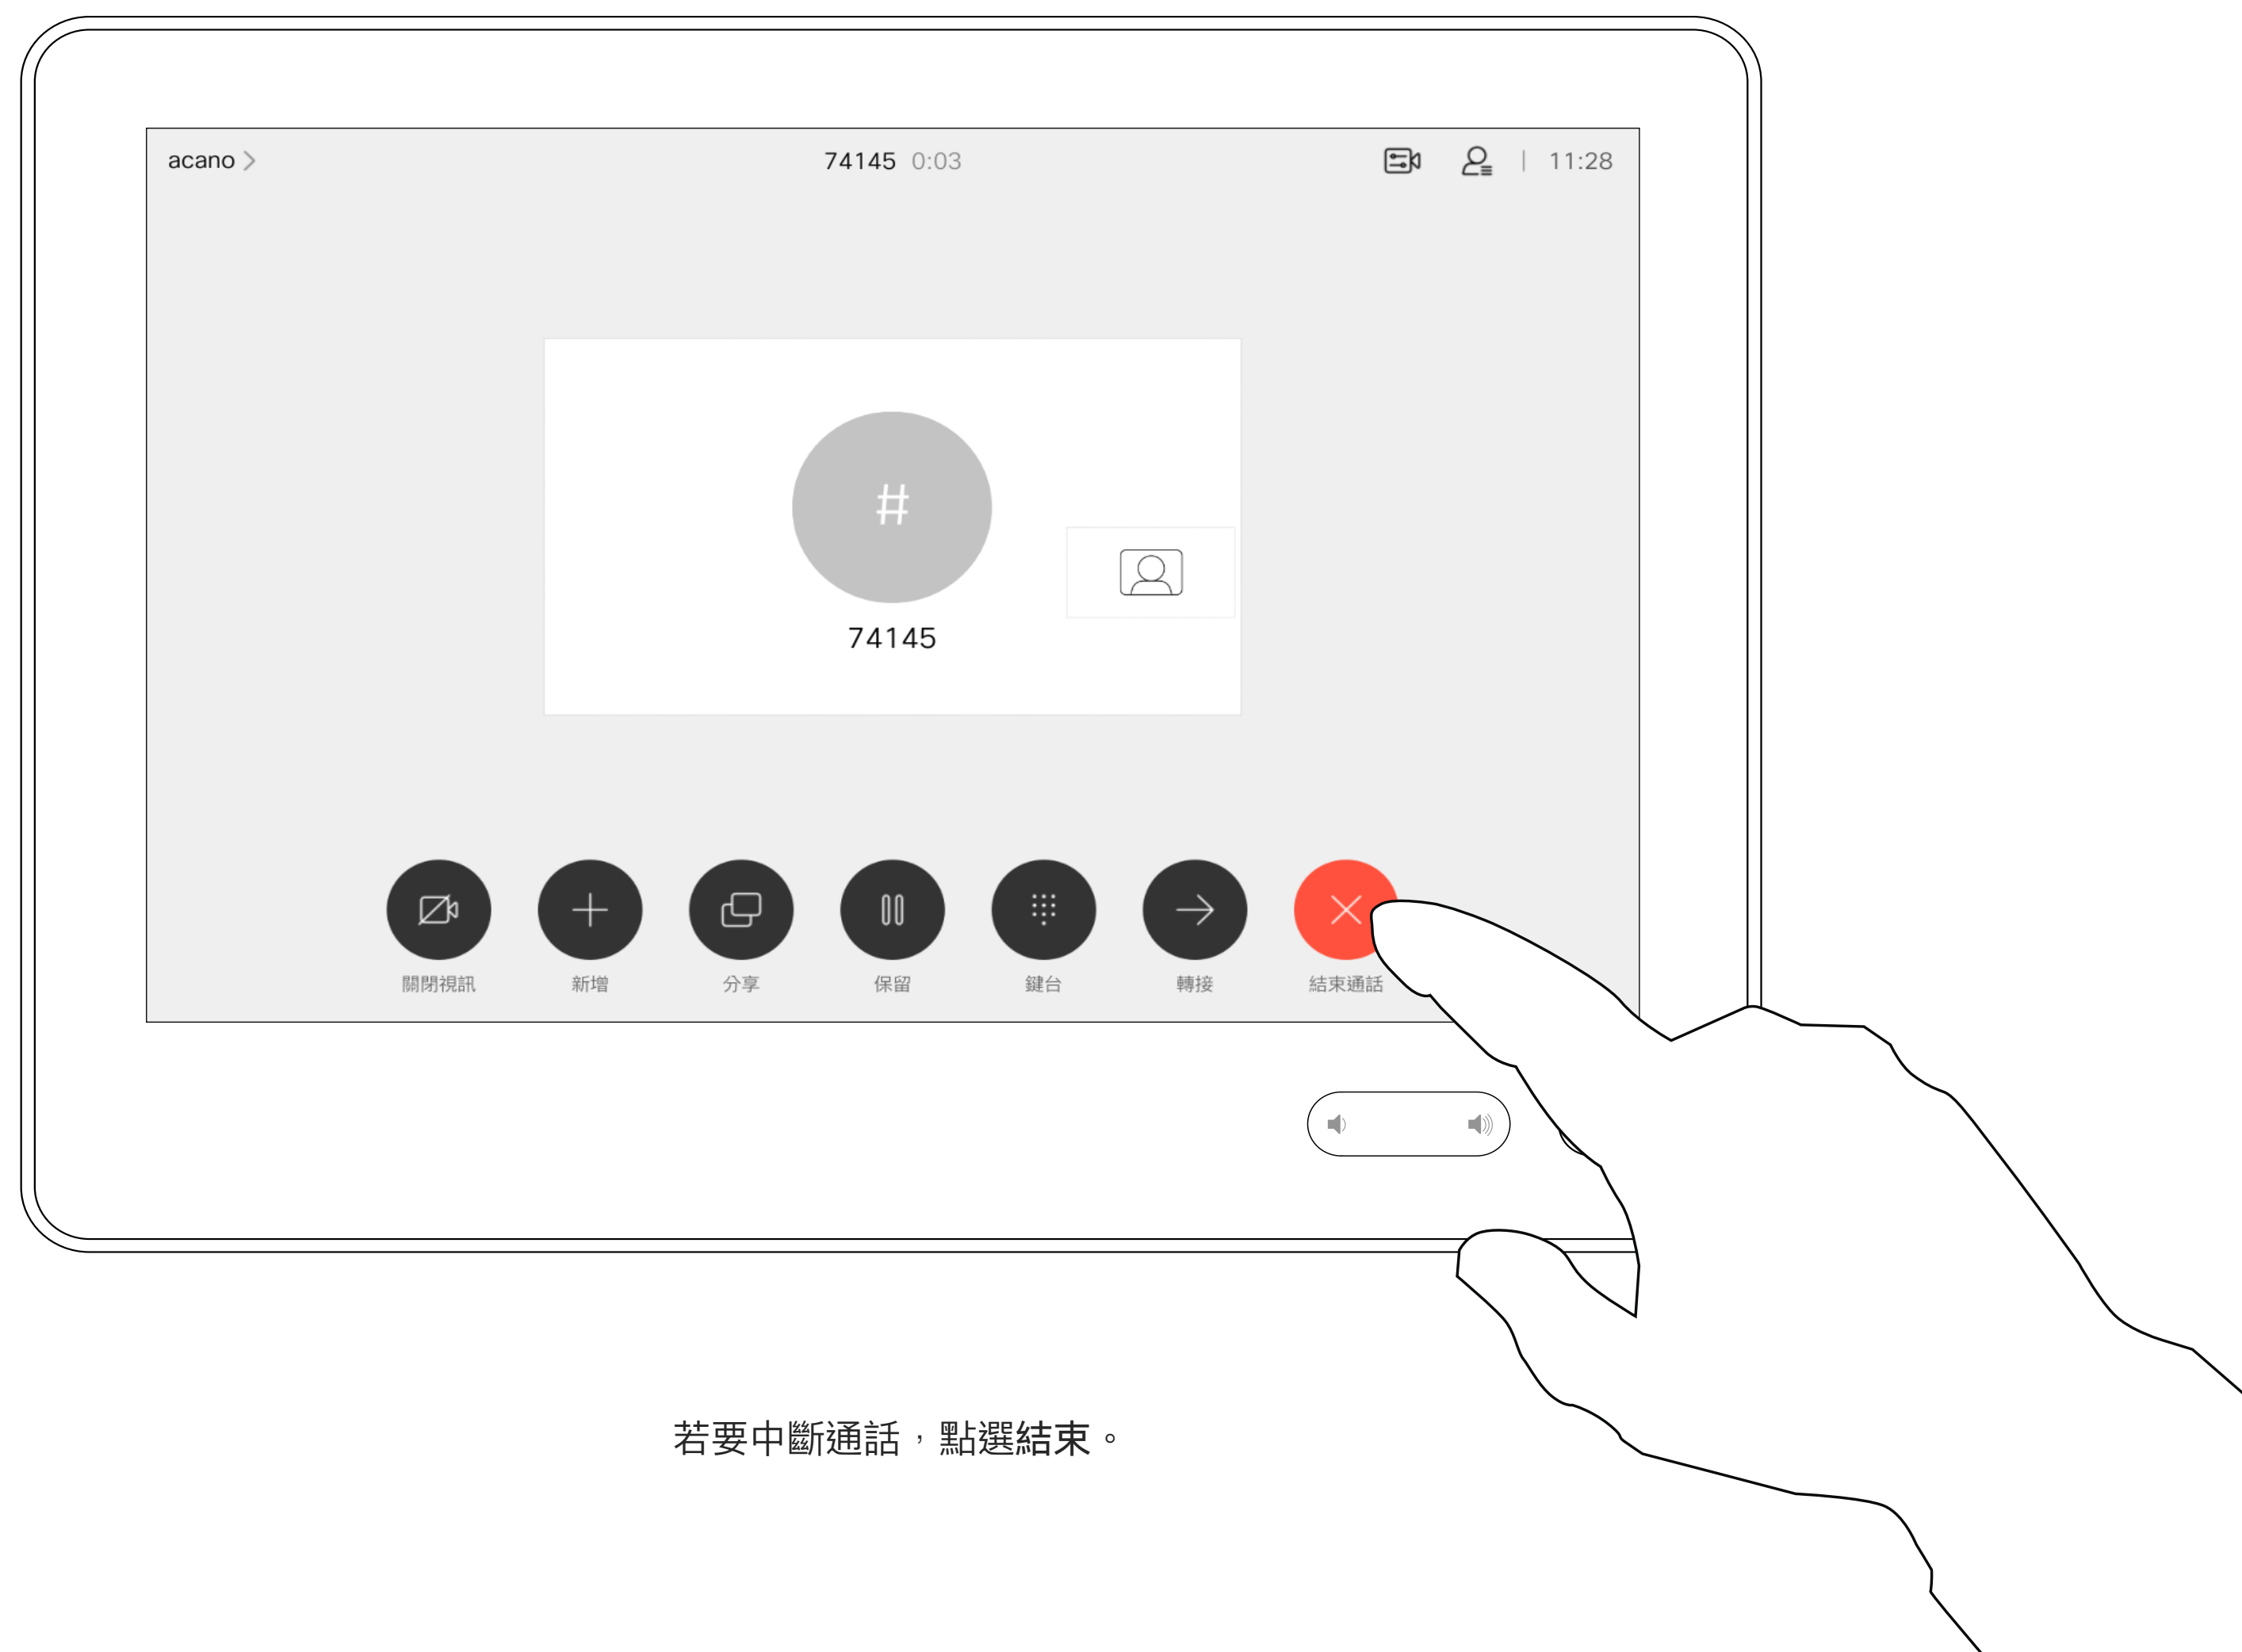 acano
74145 0:03
11:28
#
74145
關閉視訊
新增
分享
保留
鍵台
轉接
結束通話
若要中斷通話，點選結束。